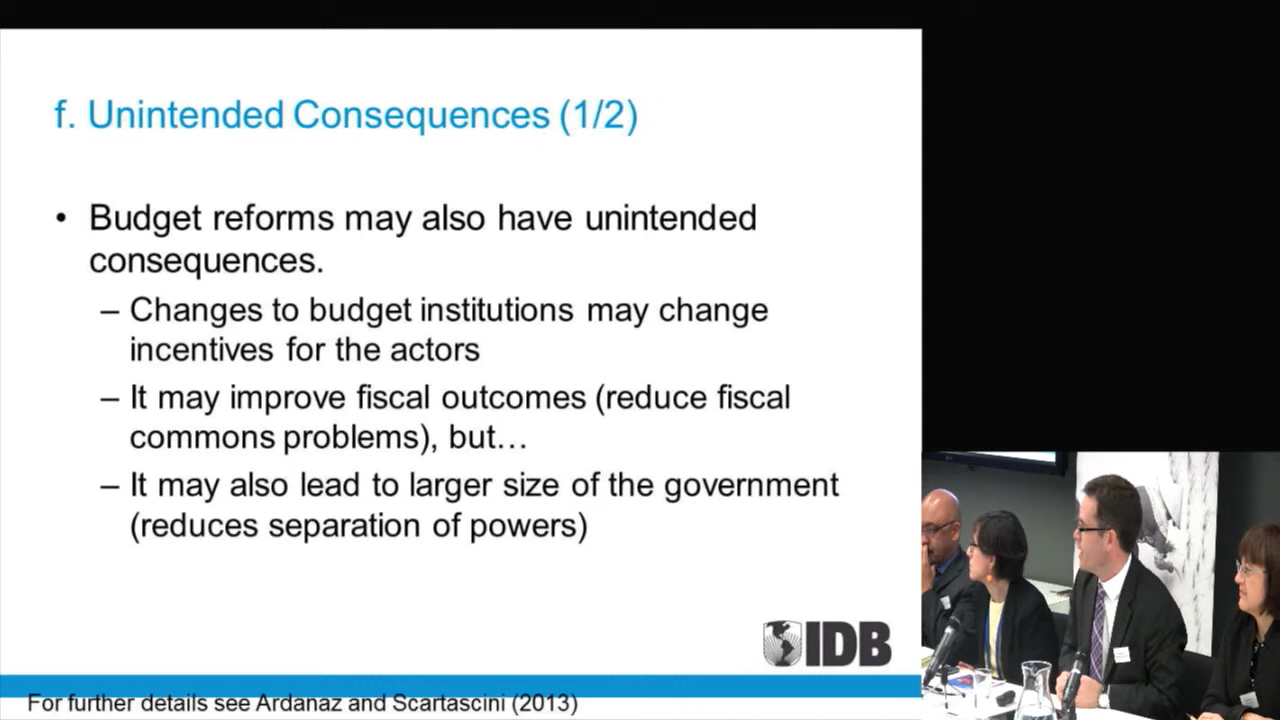 f. Unintended Consequences (1/2)
• Budget reforms may also have unintended
consequences.
– Changes to budget institutions may change
incentives for the actors
– It may improve fiscal outcomes (reduce fiscal
commons problems), but…
– It may also lead to larger size of the government
(reduces separation of powers)
IDB
For further details see Ardanaz and Scartascini (2013)